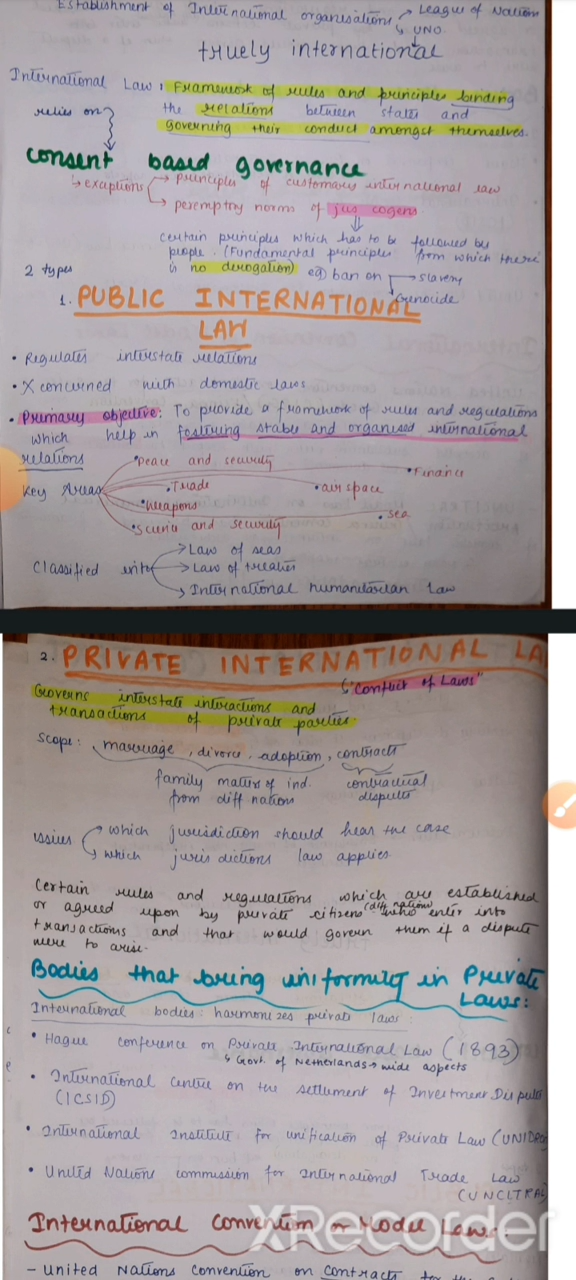 Establishment of International organisations → League of Nation
↳ UNO
truely international
International Law : Framework of rules and principles binding
relies on
the relations between states and
governing their conduct amongst themselves.
consent based governance
↳ exceptions → principles of customary international law
↳ peremptry norms of jus cogens
certain principles which has to be followed by
people. (Fundamental principles from which there
is no derogation) eg) ban on → slavery
→ Genocide
2 types
1. PUBLIC INTERNATIONAL
LAW
• Regulates interstate relations
• X concerned with domestic laws
• Primary objective: To provide a framework of rules and regulations
which help in fostering stable and organised international
relations
Key Areas
• peace and security
• Finance
• Trade
• air space
• Weapons
• sea
• Scuria and security
Classified into
→ Law of seas
→ Law of treaties
→ International humanitarian law
2. PRIVATE INTERNATIONAL LA
↳ "Conflict of Laws"
Governs interstate interactions and
transactions of private parties.
Scope: marriage, divorce, adoption, contracts
family matters of ind. contractual
from diff nations disputes
issues → which jurisdiction should hear the case
→ which juris dictions law applies
Certain rules and regulations which are established
or agreed upon by private citizens (diff nations) who enter into
transactions and that would govern them if a dispute
were to arise.
Bodies that bring uniformity in Private
Laws:
International bodies: harmonizes private laws:
• Hague conference on Private International Law (1893)
↳ Govt. of Netherlands → wide aspects
• International Centre on the settlement of Investment Dispute
(ICSID)
• International Institute for unification of Private Law (UNIDRO
• United Nations commission for International Trade Law
(UNCITRAL
International Convention or Model Laws.
XRecorder
- United Nations Convention on contracts for the